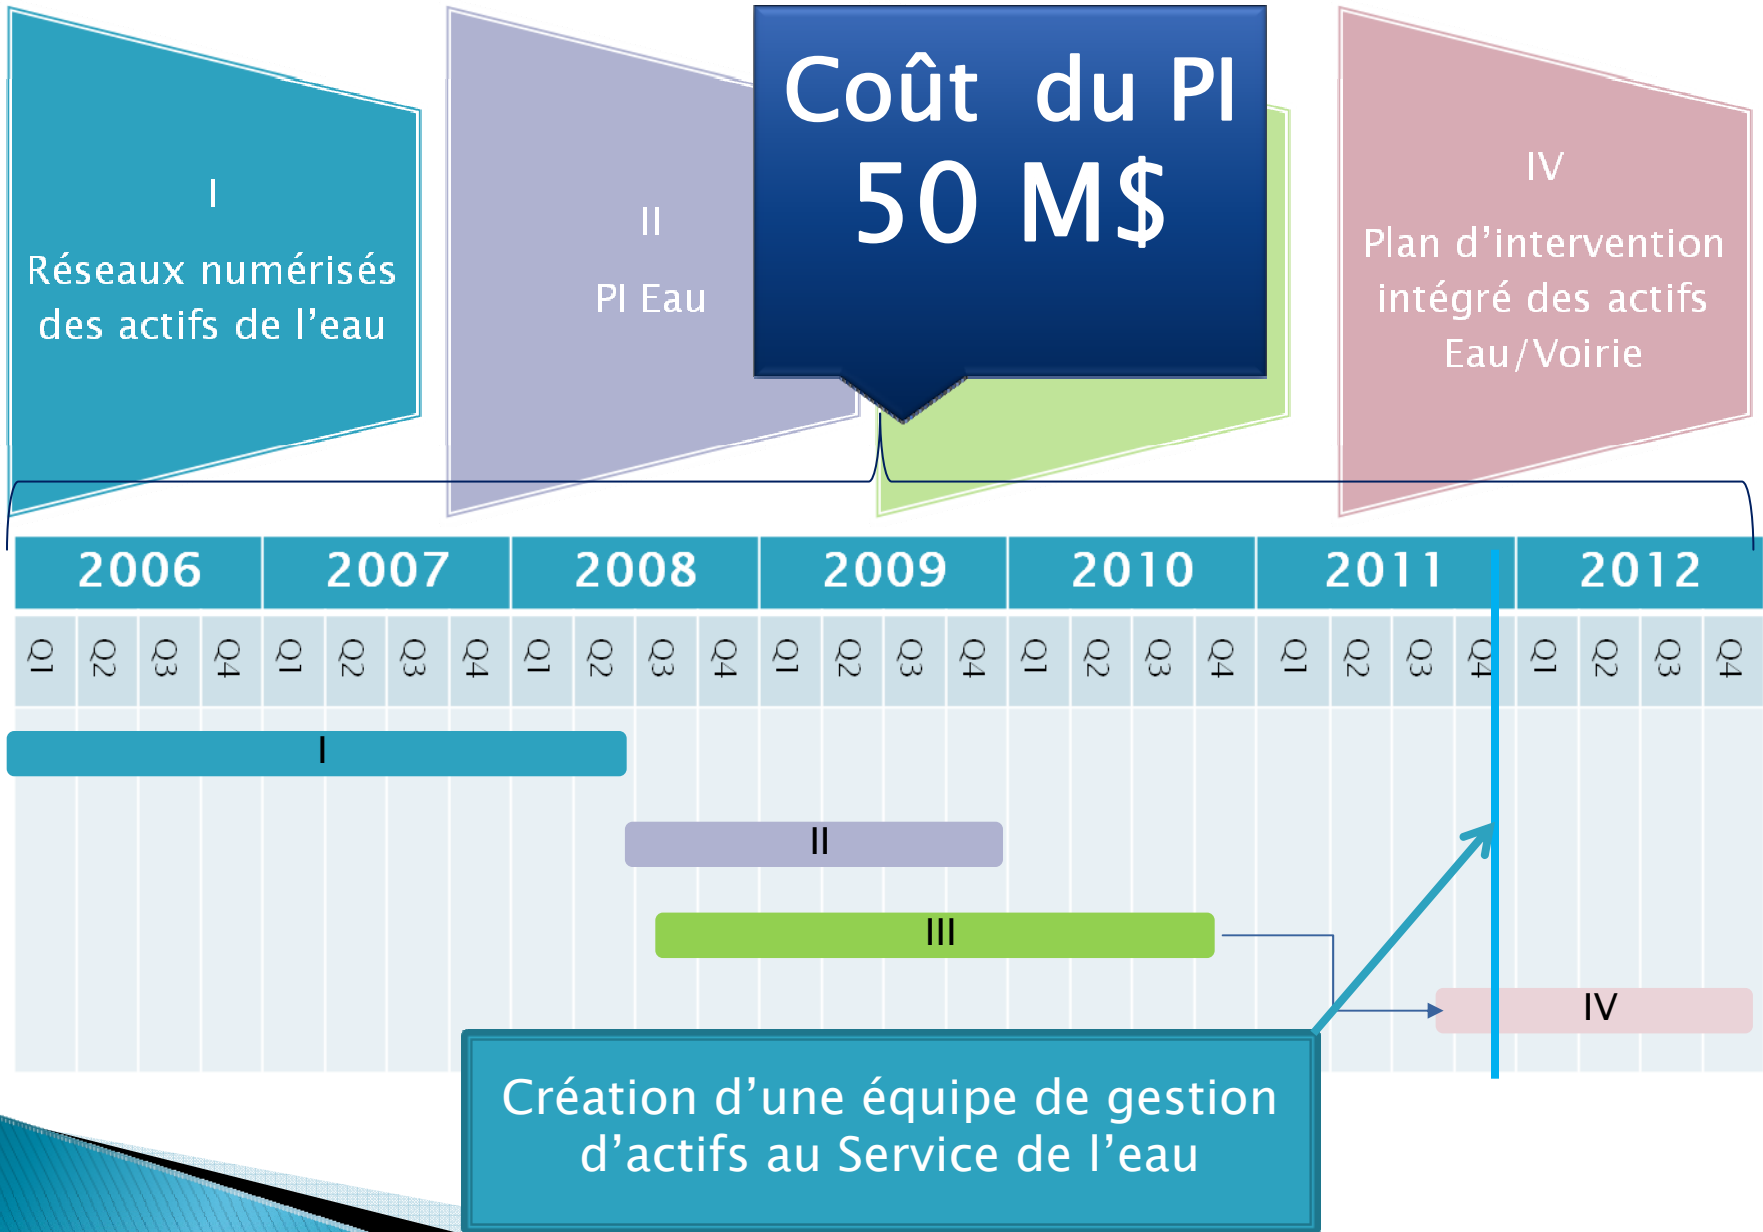 I
Réseaux numérisés
des actifs de l’eau
II
PI Eau
Coût du PI
50 M$
IV
Plan d’intervention
intégré des actifs
Eau/Voirie
2006 2007 2008 2009 2010 2011 2012
Q1 Q2 Q3 Q4 Q1 Q2 Q3 Q4 Q1 Q2 Q3 Q4 Q1 Q2 Q3 Q4 Q1 Q2 Q3 Q4 Q1 Q2 Q3 Q4 Q1 Q2 Q3 Q4
I
II
III
IV
Création d’une équipe de gestion
d’actifs au Service de l’eau